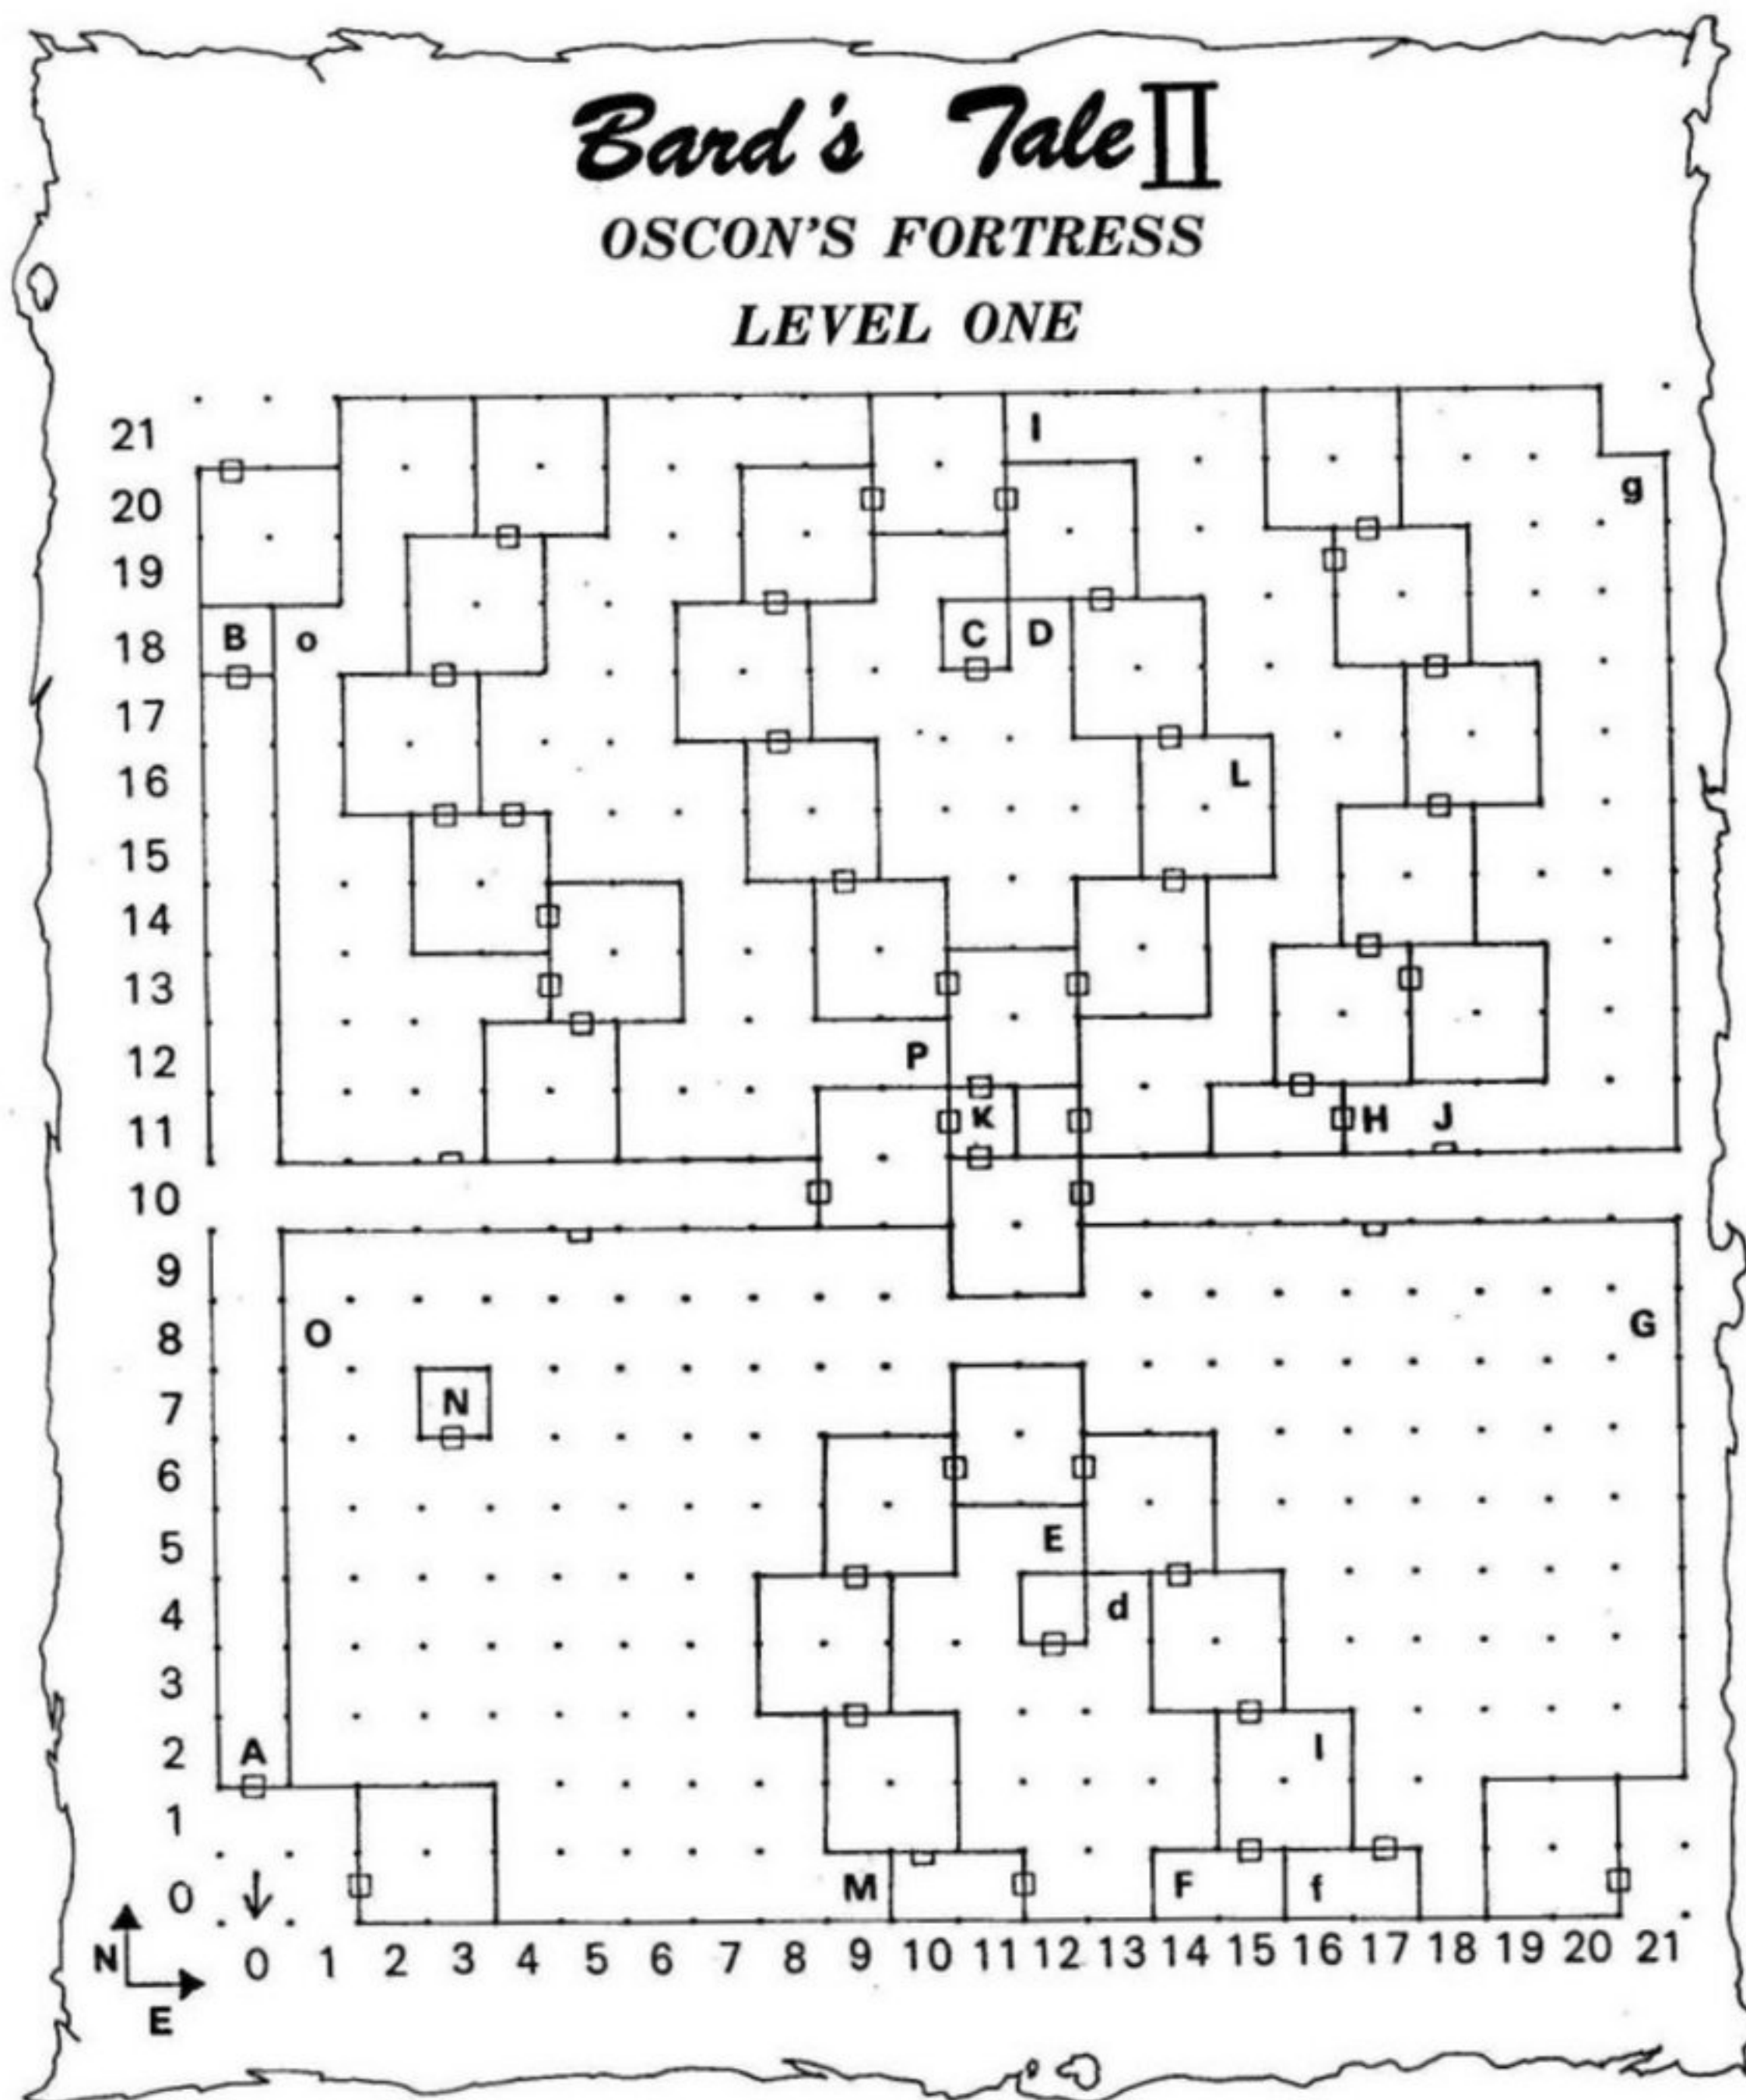 Bard's Tale II
OSCON'S FORTRESS
LEVEL ONE
21 I
20 g
19
18 B o C D
17
16 L
15
14
13
12 P
11 K H J
10
9
8 O G
7 N
6
5 E
4 d
3
2 A I
1
0 M F f
N 0 1 2 3 4 5 6 7 8 9 10 11 12 13 14 15 16 17 18 19 20 21
E